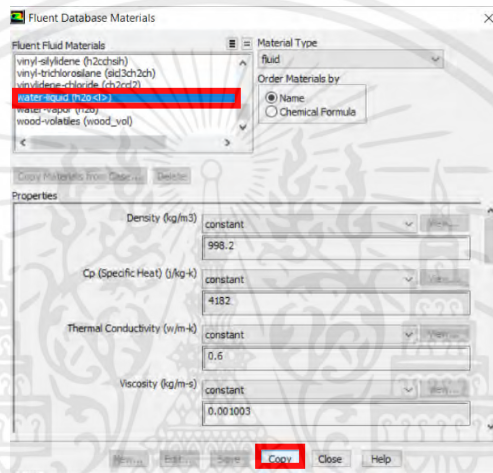 Fluent Database Materials
Fluent Fluid Materials
vinyl-silylidene (h2cchsih)
vinyl-trichlorosilane (sicl3ch2ch)
vinylidene-chloride (ch2ccl2)
water-liquid (h2o<l>)
water-vapor (h2o)
wood-volatiles (wood_vol)
Material Type
fluid
Order Materials by
Name
Chemical Formula
Copy Materials from Case... Delete
Properties
Density (kg/m3) constant View...
998.2
Cp (Specific Heat) (j/kg-k) constant View...
4182
Thermal Conductivity (w/m-k) constant View...
0.6
Viscosity (kg/m-s) constant View...
0.001003
New... Edit... Save Copy Close Help